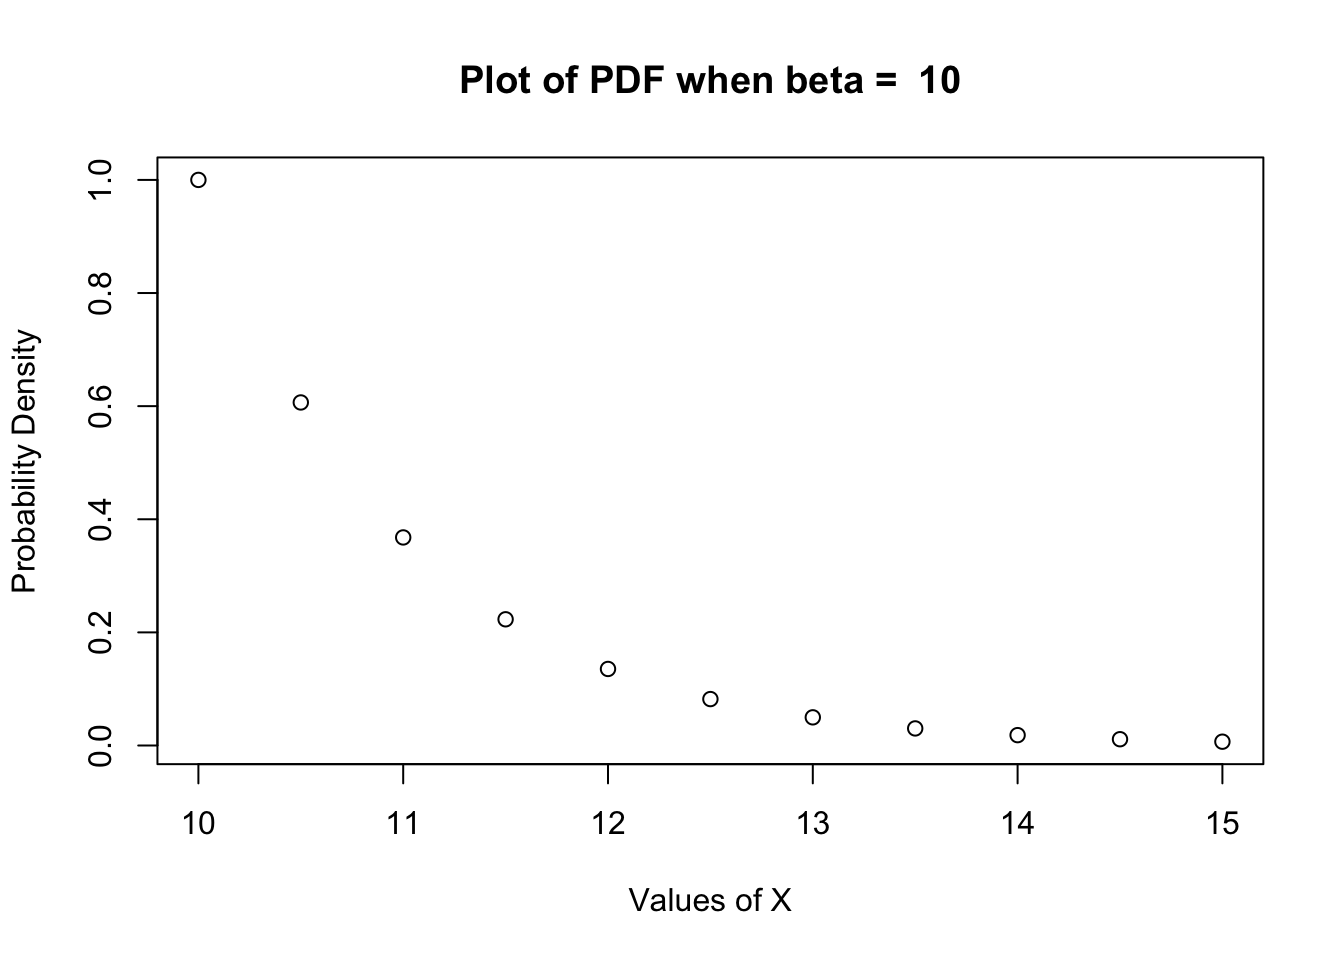 Plot of PDF when beta =  10
Probability Density
1.0
0.8
0.6
0.4
0.2
0.0
10 11 12 13 14 15
Values of X